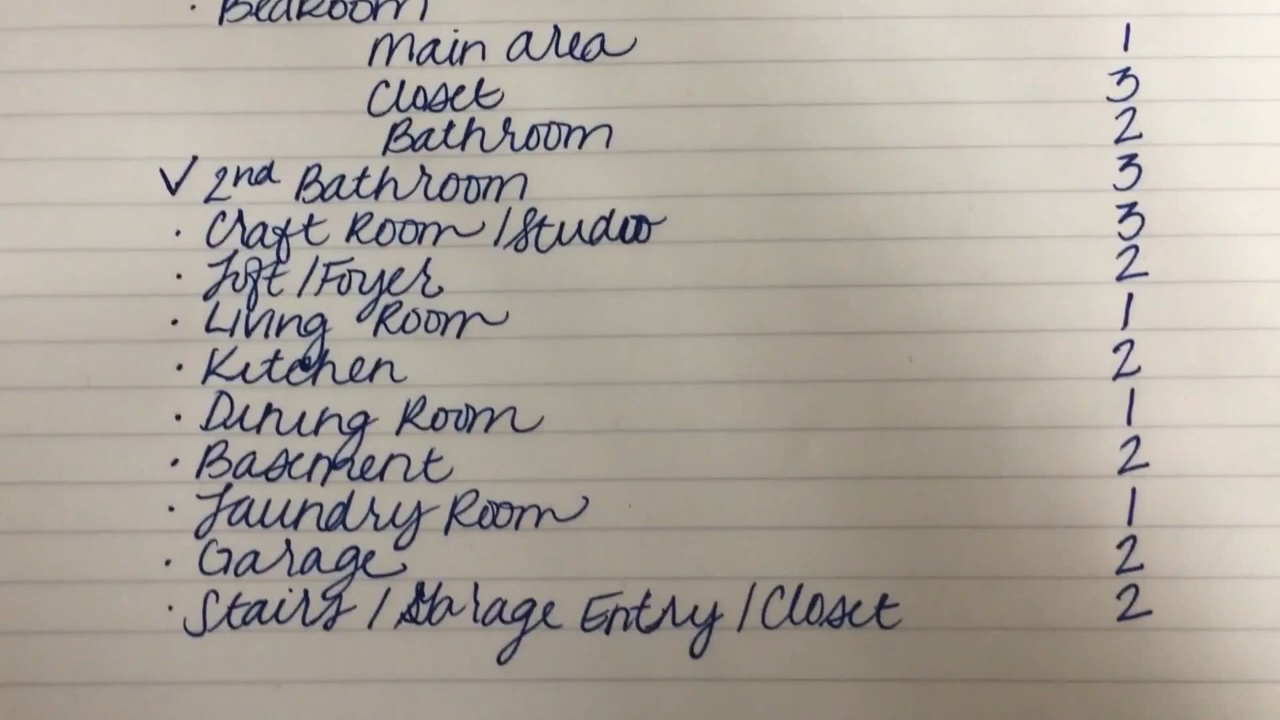 · Bedroom
Main area 1
Closet 3
Bathroom 2
✓ 2nd Bathroom 3
· Craft Room / Studio 3
· Loft / Foyer 2
· Living Room 1
· Kitchen 2
· Dining Room 1
· Basement 2
· Laundry Room 1
· Garage 2
· Stairs / Garage Entry / Closet 2